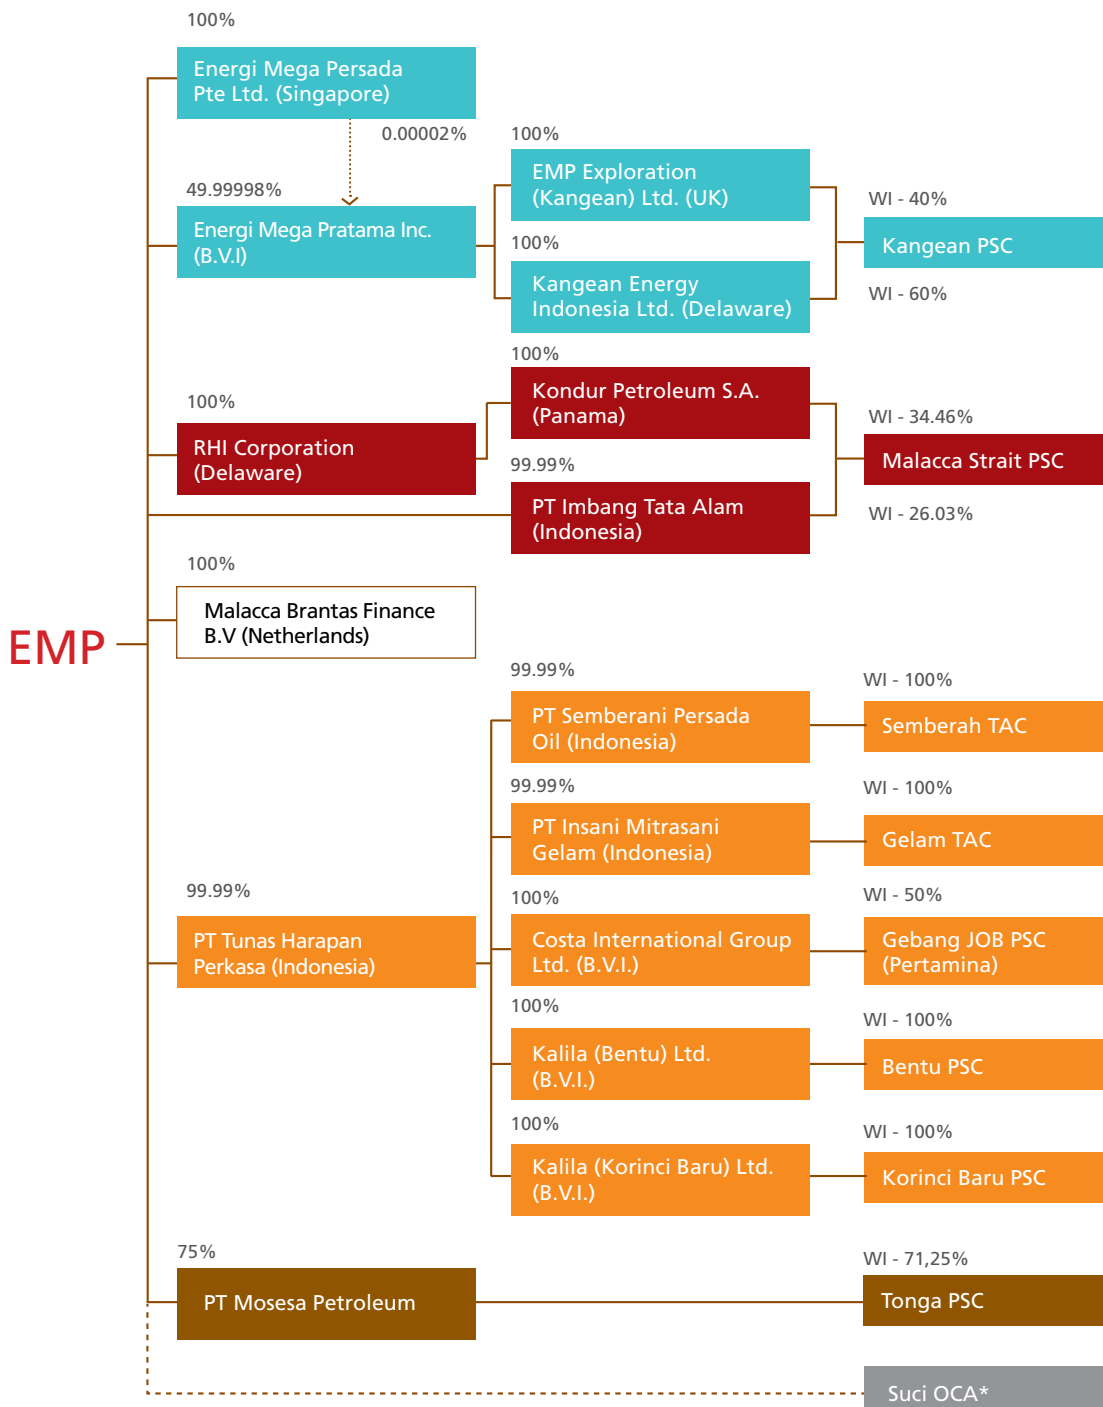 100%
Energi Mega Persada
Pte Ltd. (Singapore)
0.00002%
49.99998%
Energi Mega Pratama Inc.
(B.V.I)
100%
EMP Exploration
(Kangean) Ltd. (UK)
100%
Kangean Energy
Indonesia Ltd. (Delaware)
WI - 40%
Kangean PSC
WI - 60%
100%
RHI Corporation
(Delaware)
100%
Kondur Petroleum S.A.
(Panama)
99.99%
PT Imbang Tata Alam
(Indonesia)
WI - 34.46%
Malacca Strait PSC
WI - 26.03%
100%
Malacca Brantas Finance
B.V (Netherlands)
EMP
99.99%
PT Tunas Harapan
Perkasa (Indonesia)
99.99%
PT Semberani Persada
Oil (Indonesia)
WI - 100%
Semberah TAC
99.99%
PT Insani Mitrasani
Gelam (Indonesia)
WI - 100%
Gelam TAC
100%
Costa International Group
Ltd. (B.V.I.)
WI - 50%
Gebang JOB PSC
(Pertamina)
100%
Kalila (Bentu) Ltd.
(B.V.I.)
WI - 100%
Bentu PSC
100%
Kalila (Korinci Baru) Ltd.
(B.V.I.)
WI - 100%
Korinci Baru PSC
75%
PT Mosesa Petroleum
WI - 71,25%
Tonga PSC
Suci OCA*